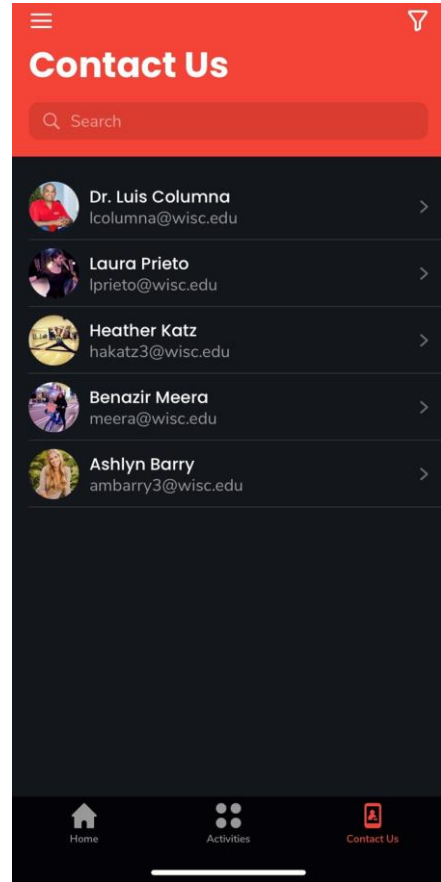 Contact Us
Search
Dr. Luis Columna
lcolumna@wisc.edu
Laura Prieto
lprieto@wisc.edu
Heather Katz
hakatz3@wisc.edu
Benazir Meera
meera@wisc.edu
Ashlyn Barry
ambarry3@wisc.edu
Home Activities Contact Us